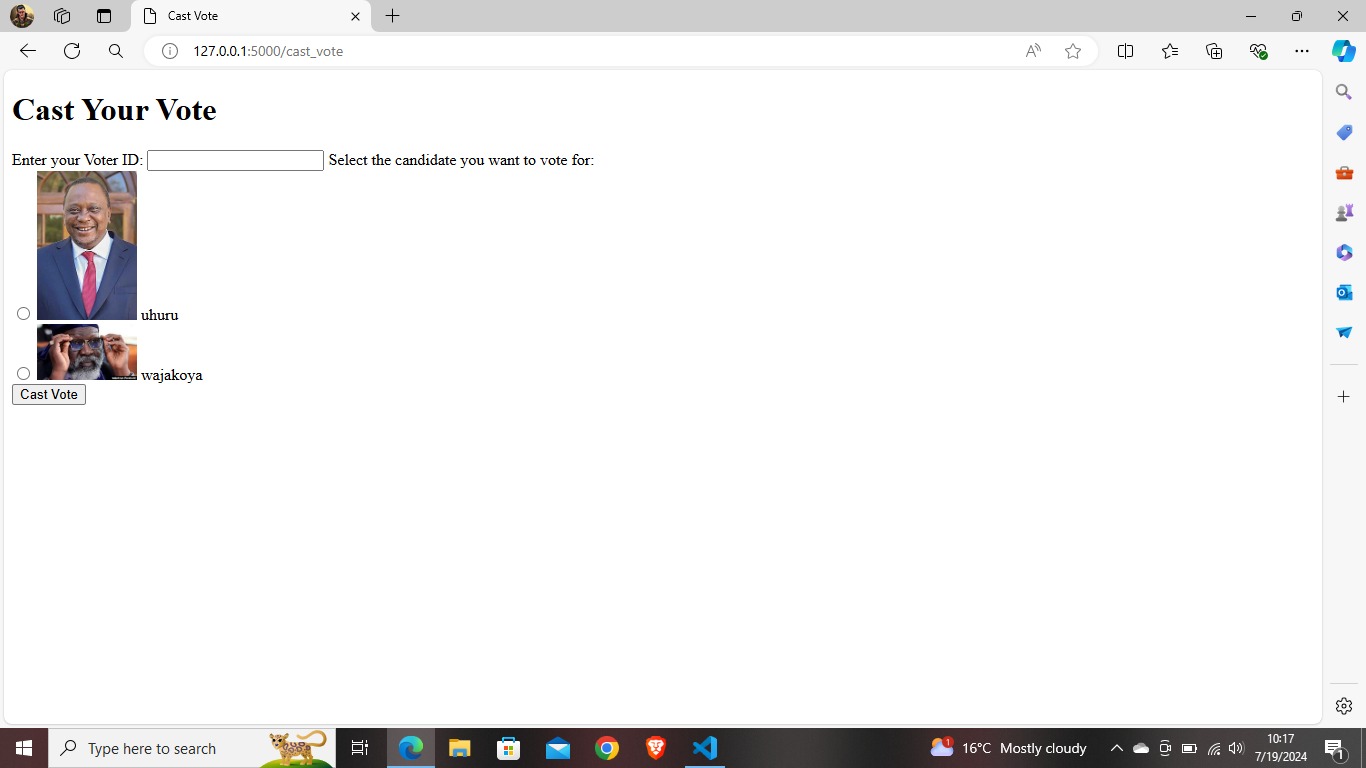 Cast Vote
127.0.0.1:5000/cast_vote
Cast Your Vote
Enter your Voter ID: Select the candidate you want to vote for:
uhuru
wajakoya
Cast Vote
Type here to search
1
16°C Mostly cloudy
10:17
7/19/2024
1